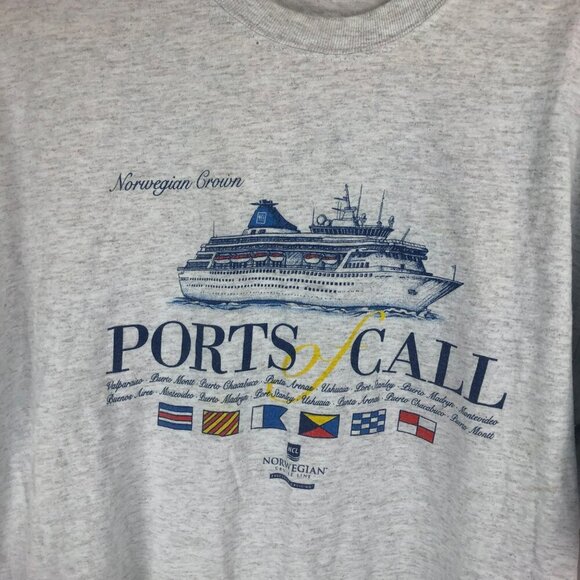 Norwegian Crown
NCL
PORTS of CALL
Valparaiso · Puerto Montt · Puerto Chacabuco · Punta Arenas · Ushuaia · Port Stanley · Puerto Madryn · Montevideo
Buenos Aires · Montevideo · Puerto Madryn · Port Stanley · Ushuaia · Punta Arenas · Puerto Chacabuco · Puerto Montt
NCL
NORWEGIAN
CRUISE LINE